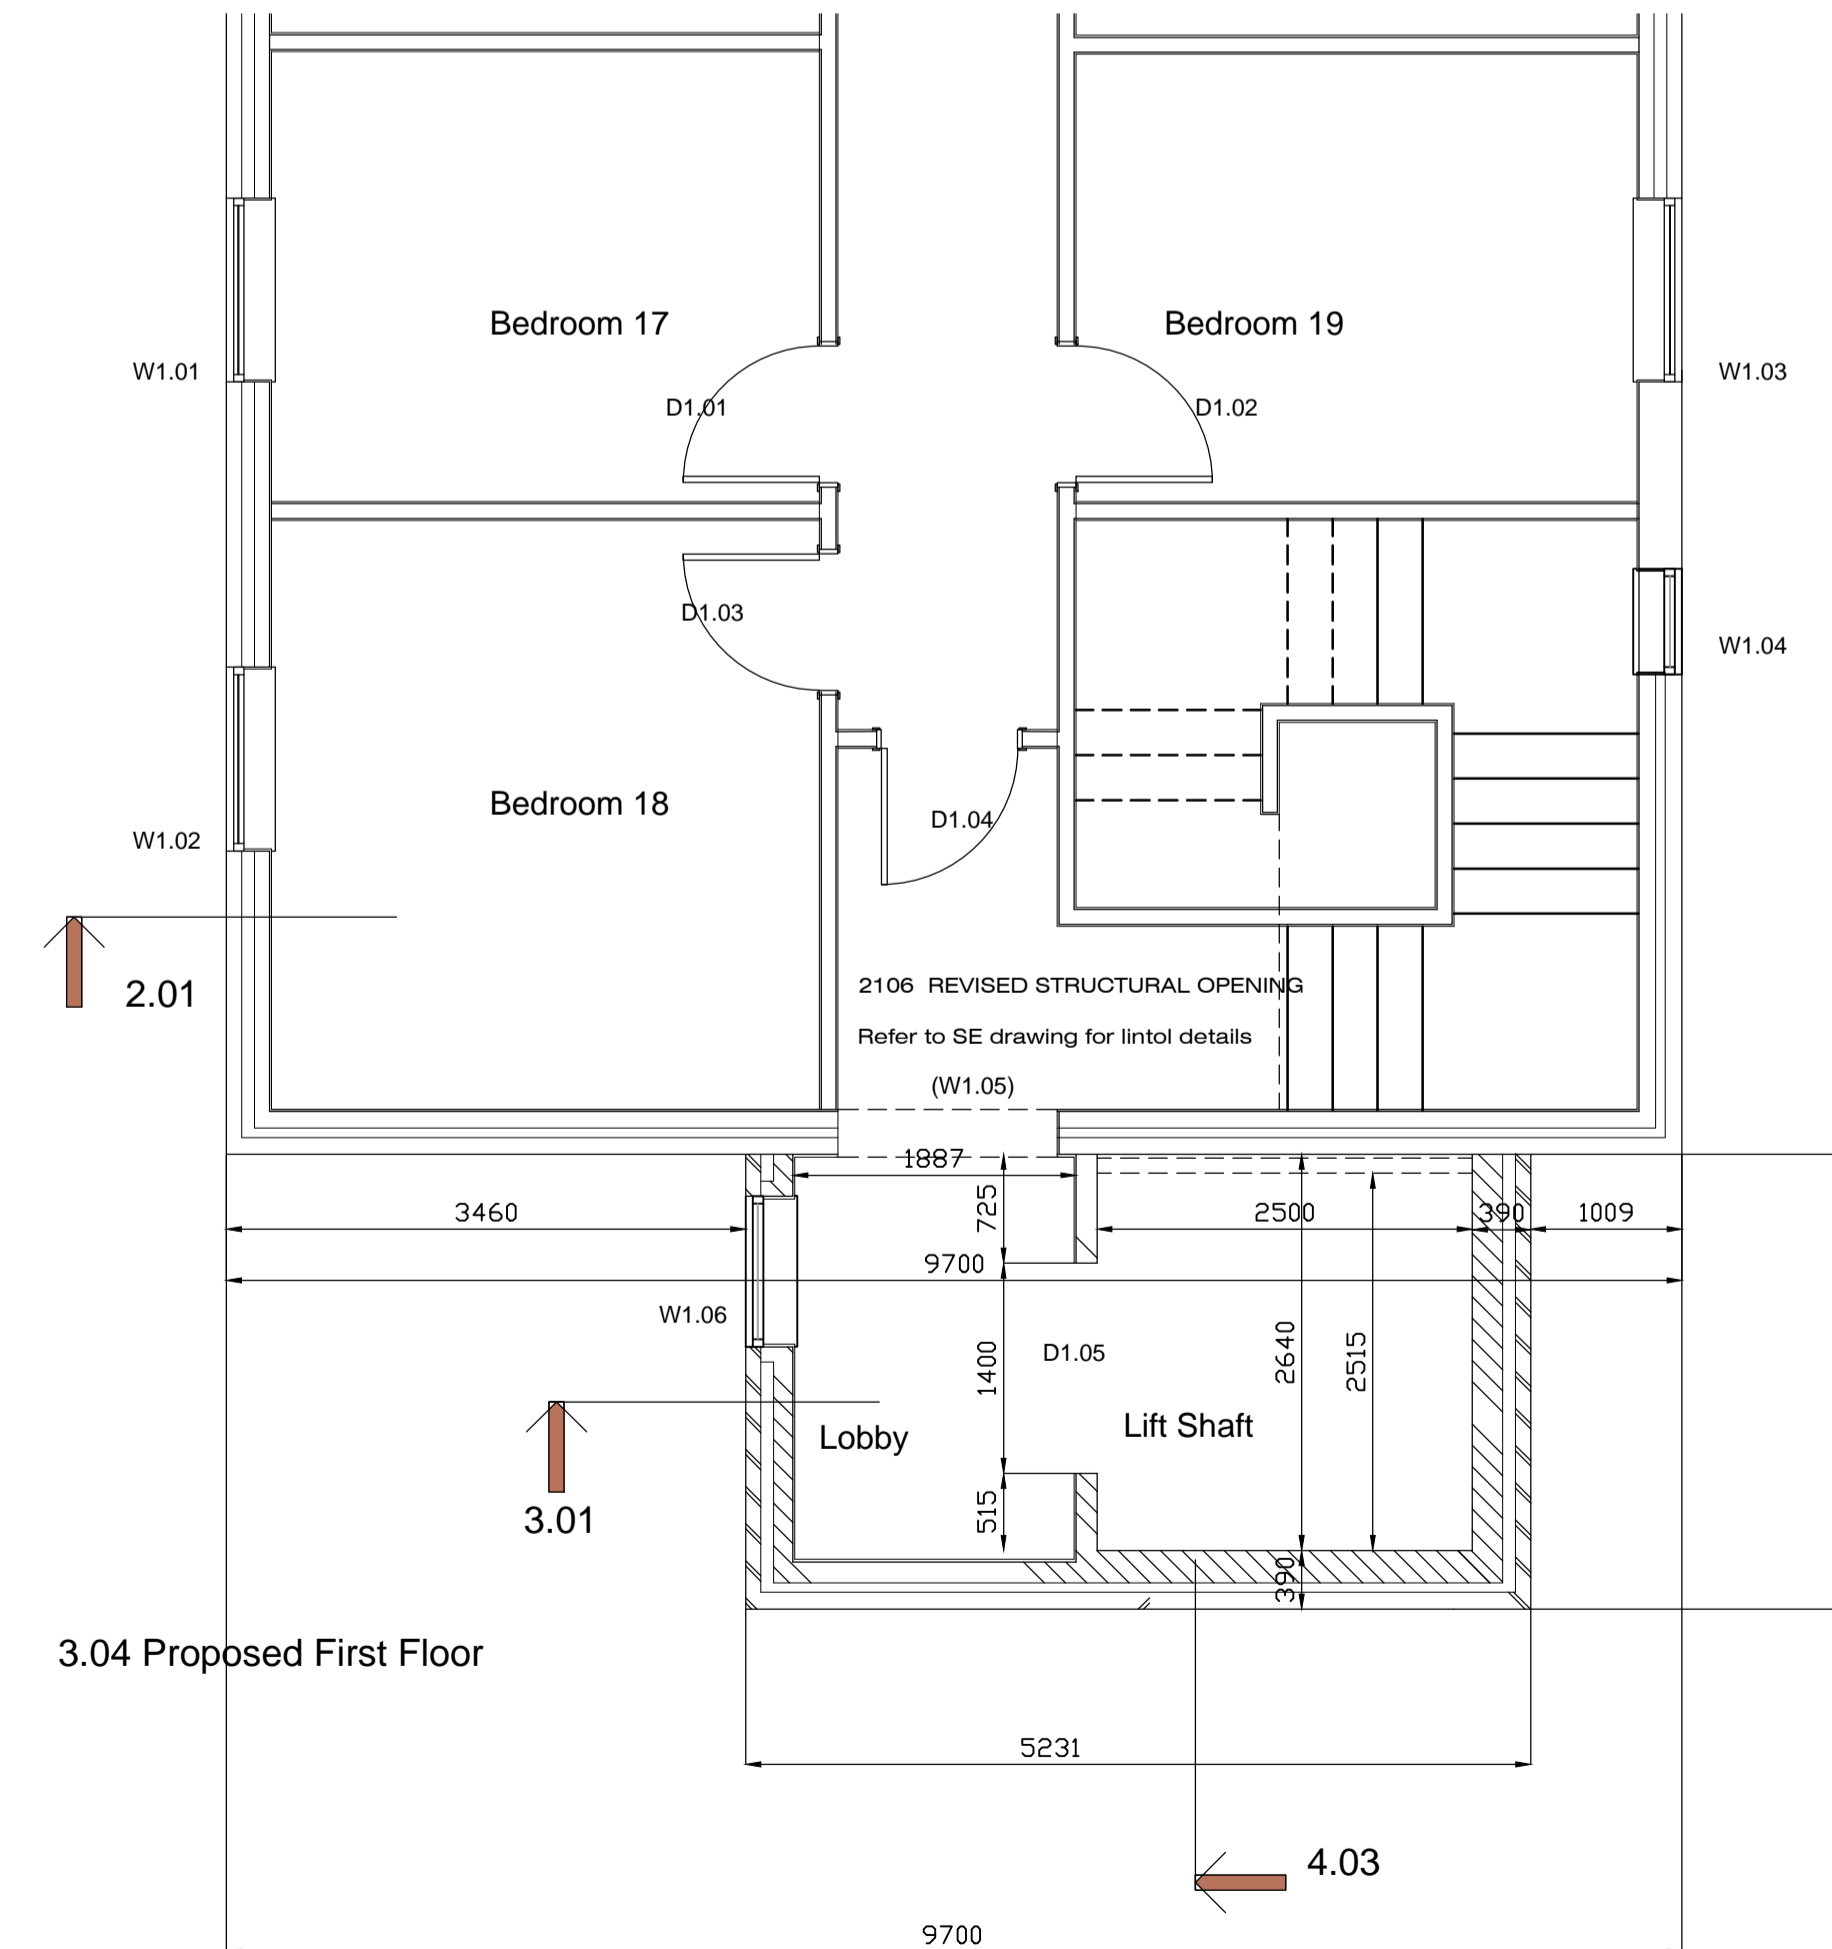 Bedroom 17
Bedroom 19
W1.01
W1.03
D1.01
D1.02
D1.03
W1.04
Bedroom 18
D1.04
W1.02
2.01
2106 REVISED STRUCTURAL OPENING
Refer to SE drawing for lintol details
(W1.05)
1887
725
3460
2500
390
1009
9700
W1.06
1400
D1.05
2640
2515
Lobby
Lift Shaft
3.01
515
390
3.04 Proposed First Floor
5231
4.03
9700